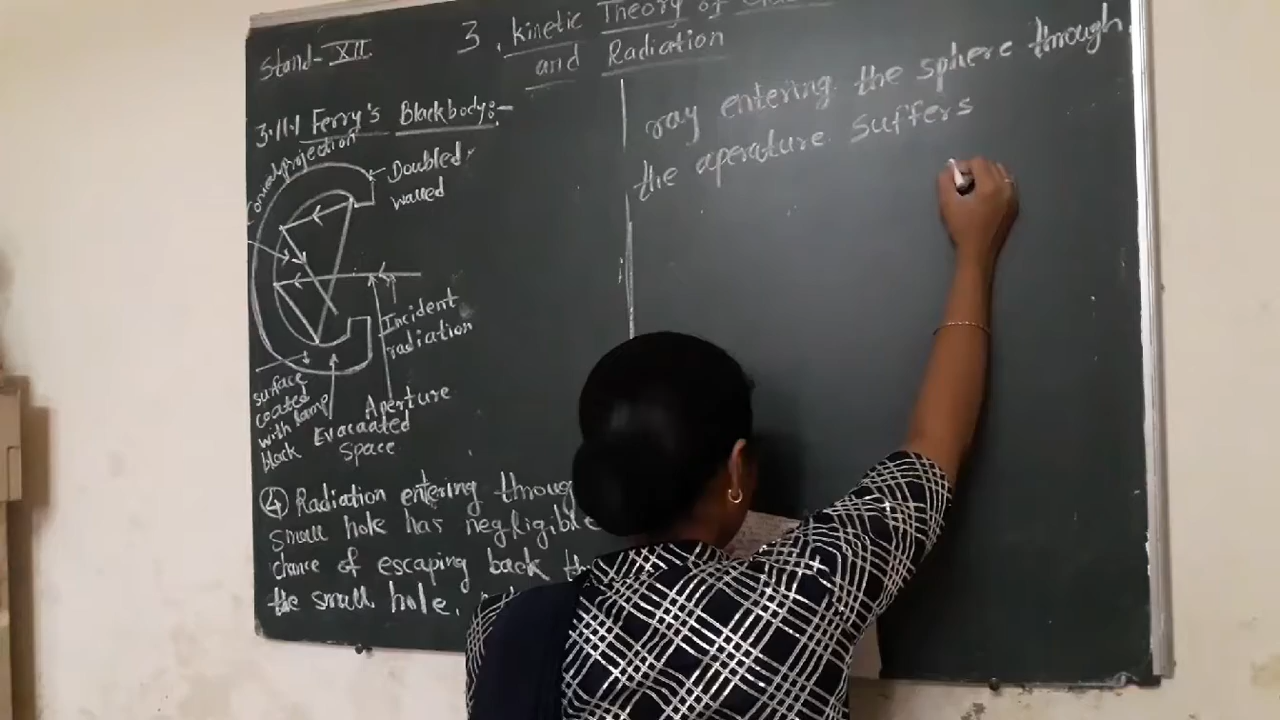 Stand-XII
3. kinetic Theory of
and Radiation
3.11.1 Ferry's Blackbody:-
projection
Doubled
walled
Incident
radiation
Aperture
surface
coated
with lamp
black
Evacaated
Space
④ Radiation entering through
small hole has negligible
chance of escaping back
the small hole.
ray entering the sphere through
the aperature suffers